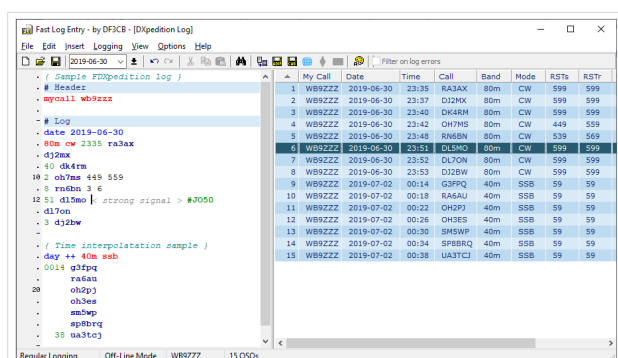 Fast Log Entry - by DF3CB - [DXpedition Log]
File Edit Insert Logging View Options Help
2019-06-30 Filter on log errors
{ Sample FDXpedition log }
# Header
mycall wb9zzz
# Log
date 2019-06-30
80m cw 2335 ra3ax
dj2mx
40 dk4rm
10 2 oh7ms 449 559
8 rn6bn 3 6
12 51 dl5mo < strong signal > #JO50
dl7on
3 dj2bw
{ Time interpolatation sample }
day ++ 40m ssb
0014 g3fpq
ra6au
20 oh2pj
oh3es
sm5wp
sp8brq
38 ua3tcj
My Call Date Time Call Band Mode RSTs RSTr
1 WB9ZZZ 2019-06-30 23:35 RA3AX 80m CW 599 599
2 WB9ZZZ 2019-06-30 23:37 DJ2MX 80m CW 599 599
3 WB9ZZZ 2019-06-30 23:40 DK4RM 80m CW 599 599
4 WB9ZZZ 2019-06-30 23:42 OH7MS 80m CW 449 559
5 WB9ZZZ 2019-06-30 23:48 RN6BN 80m CW 539 569
6 WB9ZZZ 2019-06-30 23:51 DL5MO 80m CW 599 599
7 WB9ZZZ 2019-06-30 23:52 DL7ON 80m CW 599 599
8 WB9ZZZ 2019-06-30 23:53 DJ2BW 80m CW 599 599
9 WB9ZZZ 2019-07-02 00:14 G3FPQ 40m SSB 59 59
10 WB9ZZZ 2019-07-02 00:18 RA6AU 40m SSB 59 59
11 WB9ZZZ 2019-07-02 00:22 OH2PJ 40m SSB 59 59
12 WB9ZZZ 2019-07-02 00:26 OH3ES 40m SSB 59 59
13 WB9ZZZ 2019-07-02 00:30 SM5WP 40m SSB 59 59
14 WB9ZZZ 2019-07-02 00:34 SP8BRQ 40m SSB 59 59
15 WB9ZZZ 2019-07-02 00:38 UA3TCJ 40m SSB 59 59
Regular Logging Off-Line Mode WB9ZZZ 15 QSOs